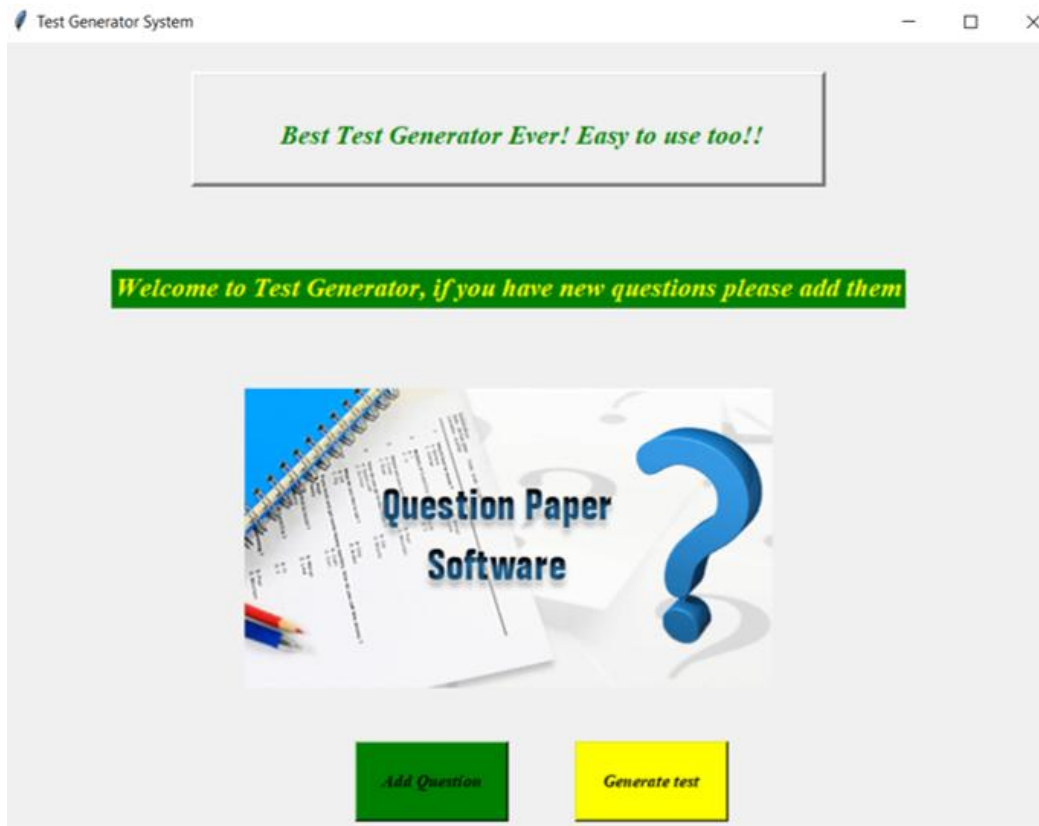 Test Generator System
Best Test Generator Ever! Easy to use too!!
Welcome to Test Generator, if you have new questions please add them
Question Paper
Software
Add Question
Generate test